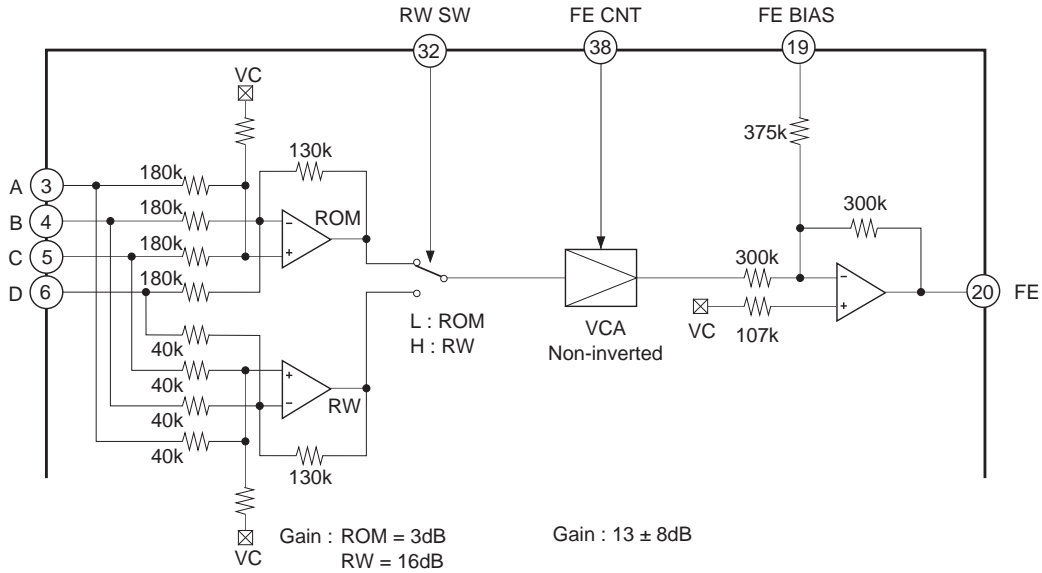 RW SW
FE CNT
FE BIAS
32
38
19
VC
375k
130k
180k
A 3
180k
B 4
ROM
180k
C 5
180k
D 6
−
+
300k
300k
−
+
20 FE
VC
107k
L : ROM
H : RW
VCA
Non-inverted
40k
40k
40k
40k
+
−
RW
130k
VC
Gain : ROM = 3dB
RW = 16dB
Gain : 13 ± 8dB